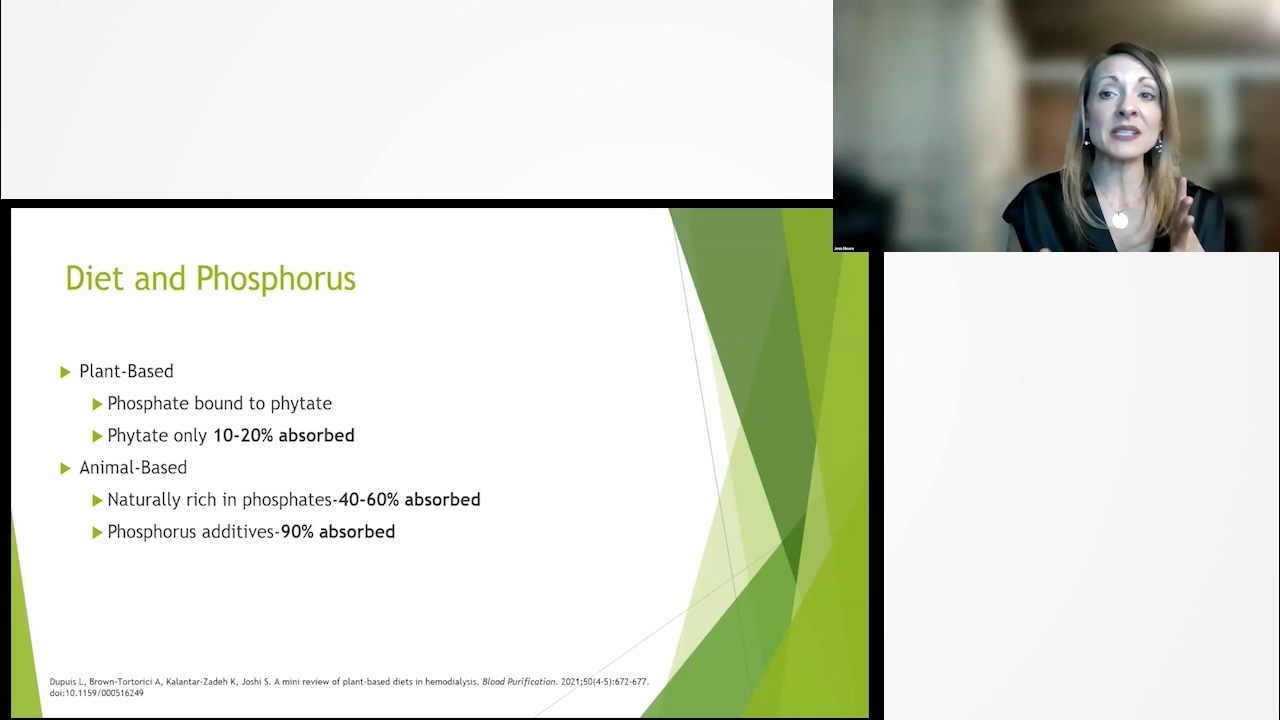 Jenn Moore
Diet and Phosphorus
Plant-Based
Phosphate bound to phytate
Phytate only 10-20% absorbed
Animal-Based
Naturally rich in phosphates-40-60% absorbed
Phosphorus additives-90% absorbed
Dupuis L, Brown-Tortorici A, Kalantar-Zadeh K, Joshi S. A mini review of plant-based diets in hemodialysis. Blood Purification. 2021;50(4-5):672-677.
doi:10.1159/000516249